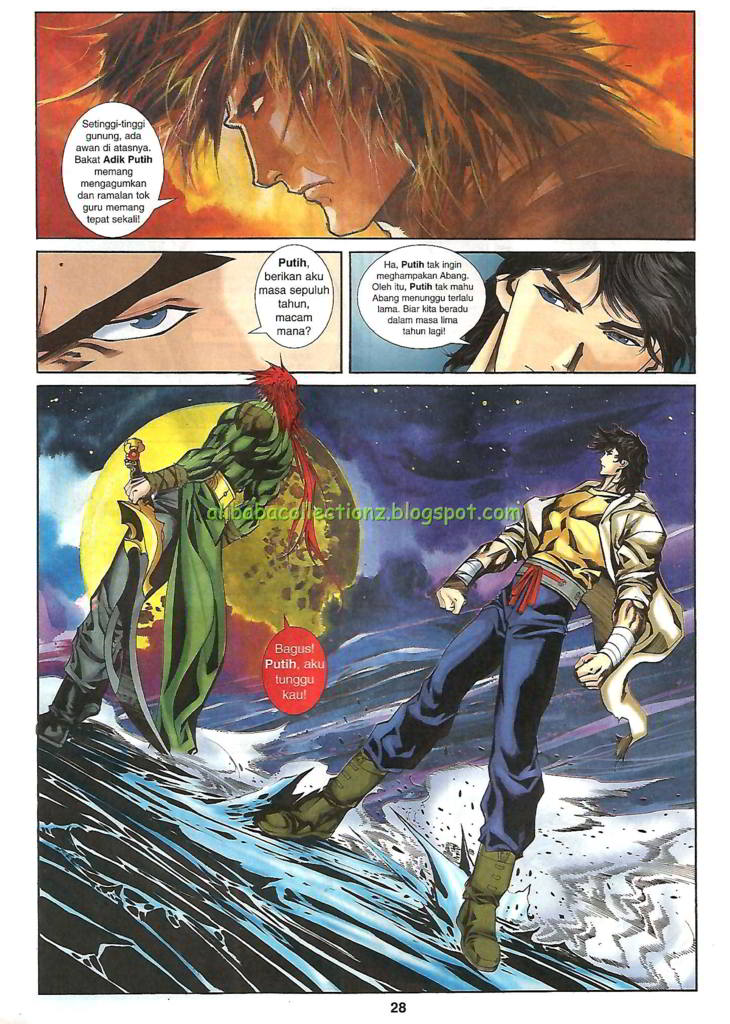 Setinggi-tinggi
gunung, ada
awan di atasnya.
Bakat Adik Putih
memang
mengagumkan
dan ramalan tok
guru memang
tepat sekali!
Putih,
berikan aku
masa sepuluh
tahun,
macam
mana?
Ha, Putih tak ingin
meghampakan Abang.
Oleh itu, Putih tak mahu
Abang menunggu terlalu
lama. Biar kita beradu
dalam masa lima
tahun lagi!
alibabacollectionz.blogspot.com
Bagus!
Putih, aku
tunggu
kau!
28